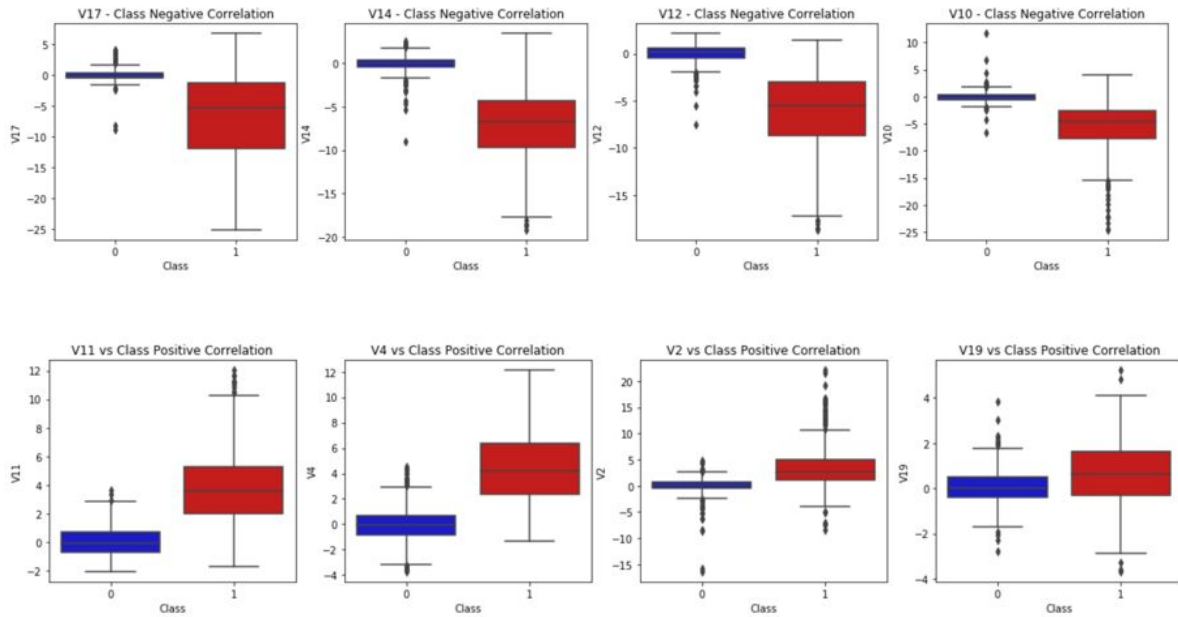 V17 - Class Negative Correlation
V14 - Class Negative Correlation
V12 - Class Negative Correlation
V10 - Class Negative Correlation
5
0
−5
−10
−15
−20
−25
V17
0
1
Class
0
−5
−10
−15
−20
V14
0
1
Class
0
−5
−10
−15
V12
0
1
Class
10
5
0
−5
−10
−15
−20
−25
V10
0
1
Class
V11 vs Class Positive Correlation
V4 vs Class Positive Correlation
V2 vs Class Positive Correlation
V19 vs Class Positive Correlation
12
10
8
6
4
2
0
−2
V11
0
1
Class
12
10
8
6
4
2
0
−2
−4
V4
0
1
Class
20
15
10
5
0
−5
−10
−15
V2
0
1
Class
4
2
0
−2
−4
V19
0
1
Class